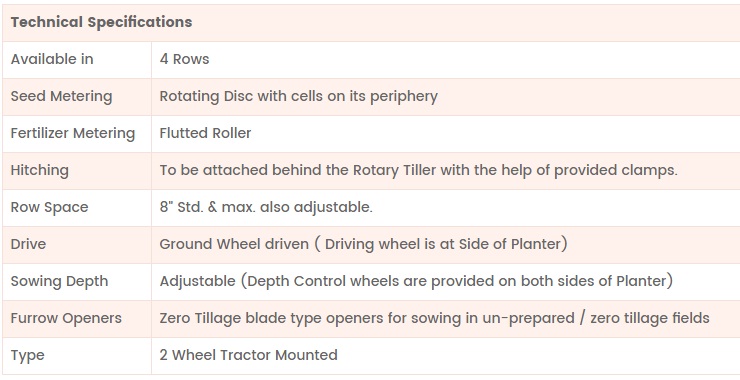 Technical Specifications
Available in 4 Rows
Seed Metering Rotating Disc with cells on its periphery
Fertilizer Metering Flutted Roller
Hitching To be attached behind the Rotary Tiller with the help of provided clamps.
Row Space 8" Std. & max. also adjustable.
Drive Ground Wheel driven ( Driving wheel is at Side of Planter)
Sowing Depth Adjustable (Depth Control wheels are provided on both sides of Planter)
Furrow Openers Zero Tillage blade type openers for sowing in un-prepared / zero tillage fields
Type 2 Wheel Tractor Mounted